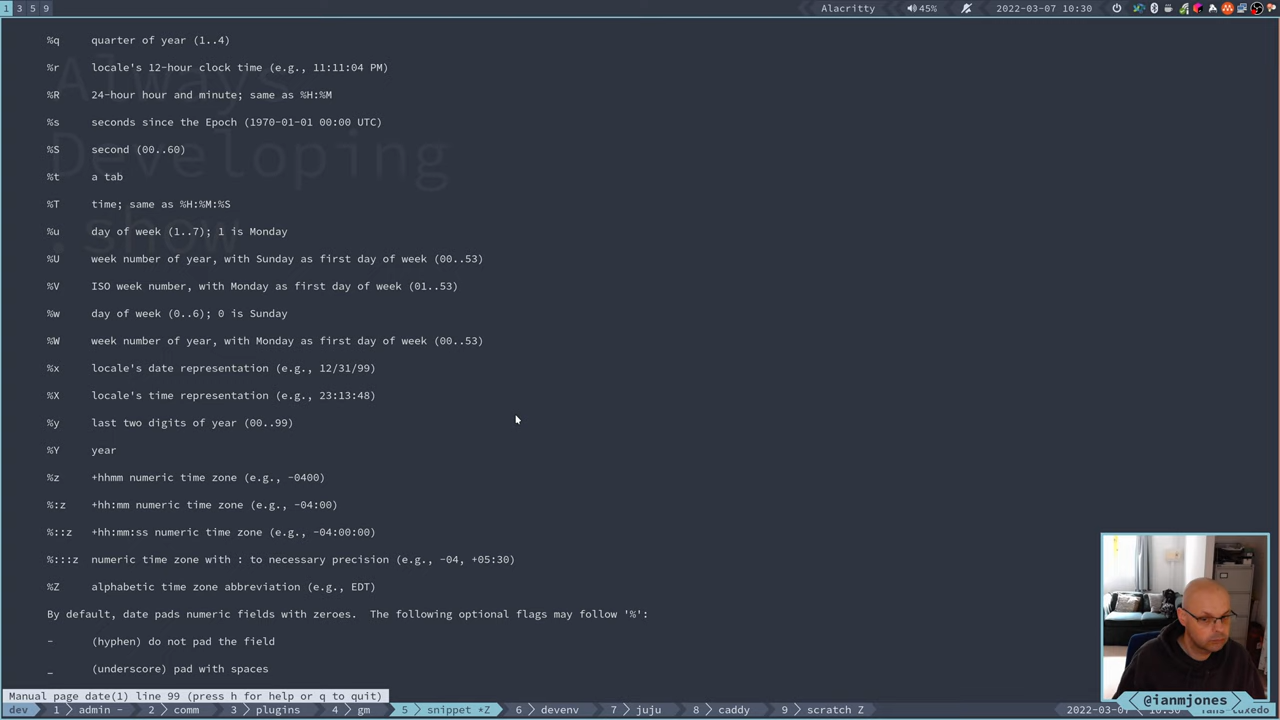 1 3 5 9 Alacritty 45% 2022-03-07 10:30
%q quarter of year (1..4)
%r locale's 12-hour clock time (e.g., 11:11:04 PM)
%R 24-hour hour and minute; same as %H:%M
%s seconds since the Epoch (1970-01-01 00:00 UTC)
%S second (00..60)
%t a tab
%T time; same as %H:%M:%S
%u day of week (1..7); 1 is Monday
%U week number of year, with Sunday as first day of week (00..53)
%V ISO week number, with Monday as first day of week (01..53)
%w day of week (0..6); 0 is Sunday
%W week number of year, with Monday as first day of week (00..53)
%x locale's date representation (e.g., 12/31/99)
%X locale's time representation (e.g., 23:13:48)
%y last two digits of year (00..99)
%Y year
%z +hhmm numeric time zone (e.g., -0400)
%:z +hh:mm numeric time zone (e.g., -04:00)
%::z +hh:mm:ss numeric time zone (e.g., -04:00:00)
%:::z numeric time zone with : to necessary precision (e.g., -04, +05:30)
%Z alphabetic time zone abbreviation (e.g., EDT)
By default, date pads numeric fields with zeroes. The following optional flags may follow '%':
- (hyphen) do not pad the field
_ (underscore) pad with spaces
Manual page date(1) line 99 (press h for help or q to quit)
dev 1 admin - 2 comm 3 plugins 4 gm 5 snippet *Z 6 devenv 7 juju 8 caddy 9 scratch Z 2022-03-07
Always
Developing
.show
@ianmjones